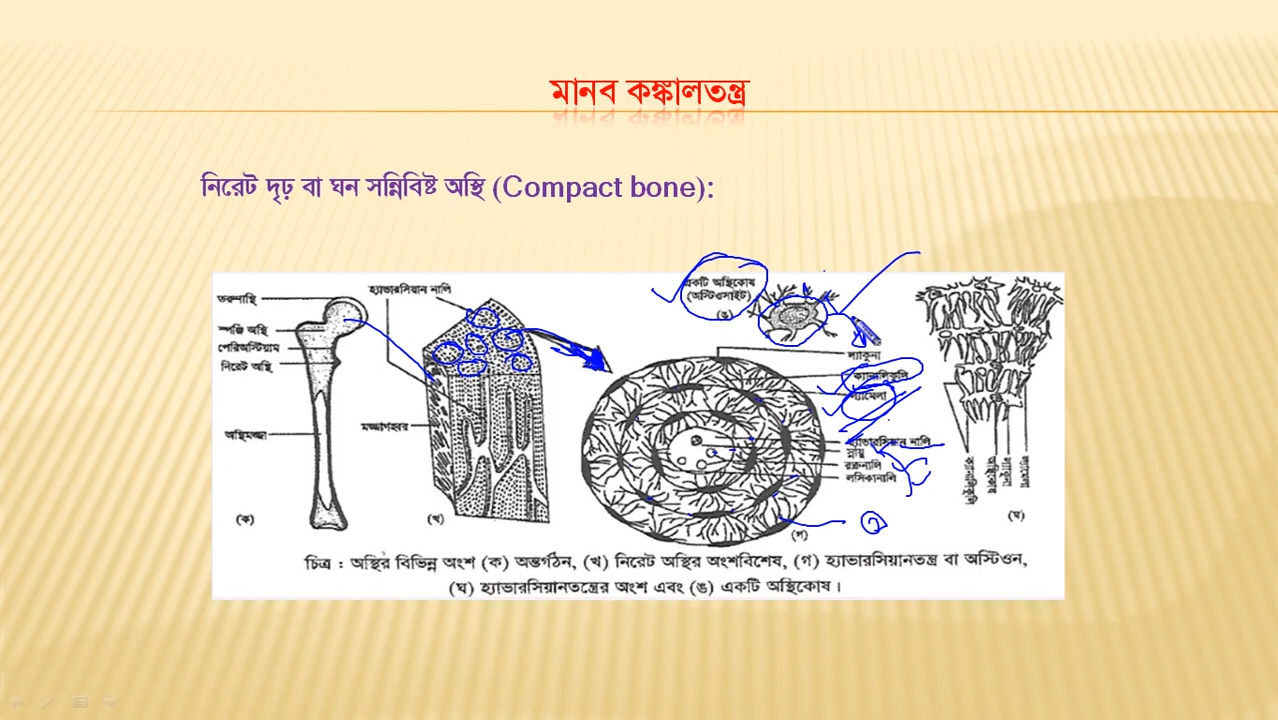 মানব কঙ্কালতন্ত্র
নিরেট দৃঢ় বা ঘন সন্নিবিষ্ট অস্থি (Compact bone):
তরুণাস্থি
স্পঞ্জি অস্থি
পেরিঅস্টিয়াম
নিরেট অস্থি
অস্থিমজ্জা
(ক)
হ্যাভারসিয়ান নালি
মজ্জাগহ্বর
(খ)
একটি অস্থিকোষ
(অস্টিওসাইট)
(ঙ)
ল্যাকুনা
ক্যানালিকুলি
ল্যামেলা
হ্যাভারসিয়ান নালি
স্নায়ু
রক্তনালি
লসিকানালি
(গ)
ক্যানালিকুলি
অস্থিকোষ
ল্যাকুনা
ল্যামেলা
(ঘ)
চিত্র : অস্থির বিভিন্ন অংশ (ক) অন্তর্গঠন, (খ) নিরেট অস্থির অংশবিশেষ, (গ) হ্যাভারসিয়ানতন্ত্র বা অস্টিওন,
(ঘ) হ্যাভারসিয়ানতন্ত্রের অংশ এবং (ঙ) একটি অস্থিকোষ।